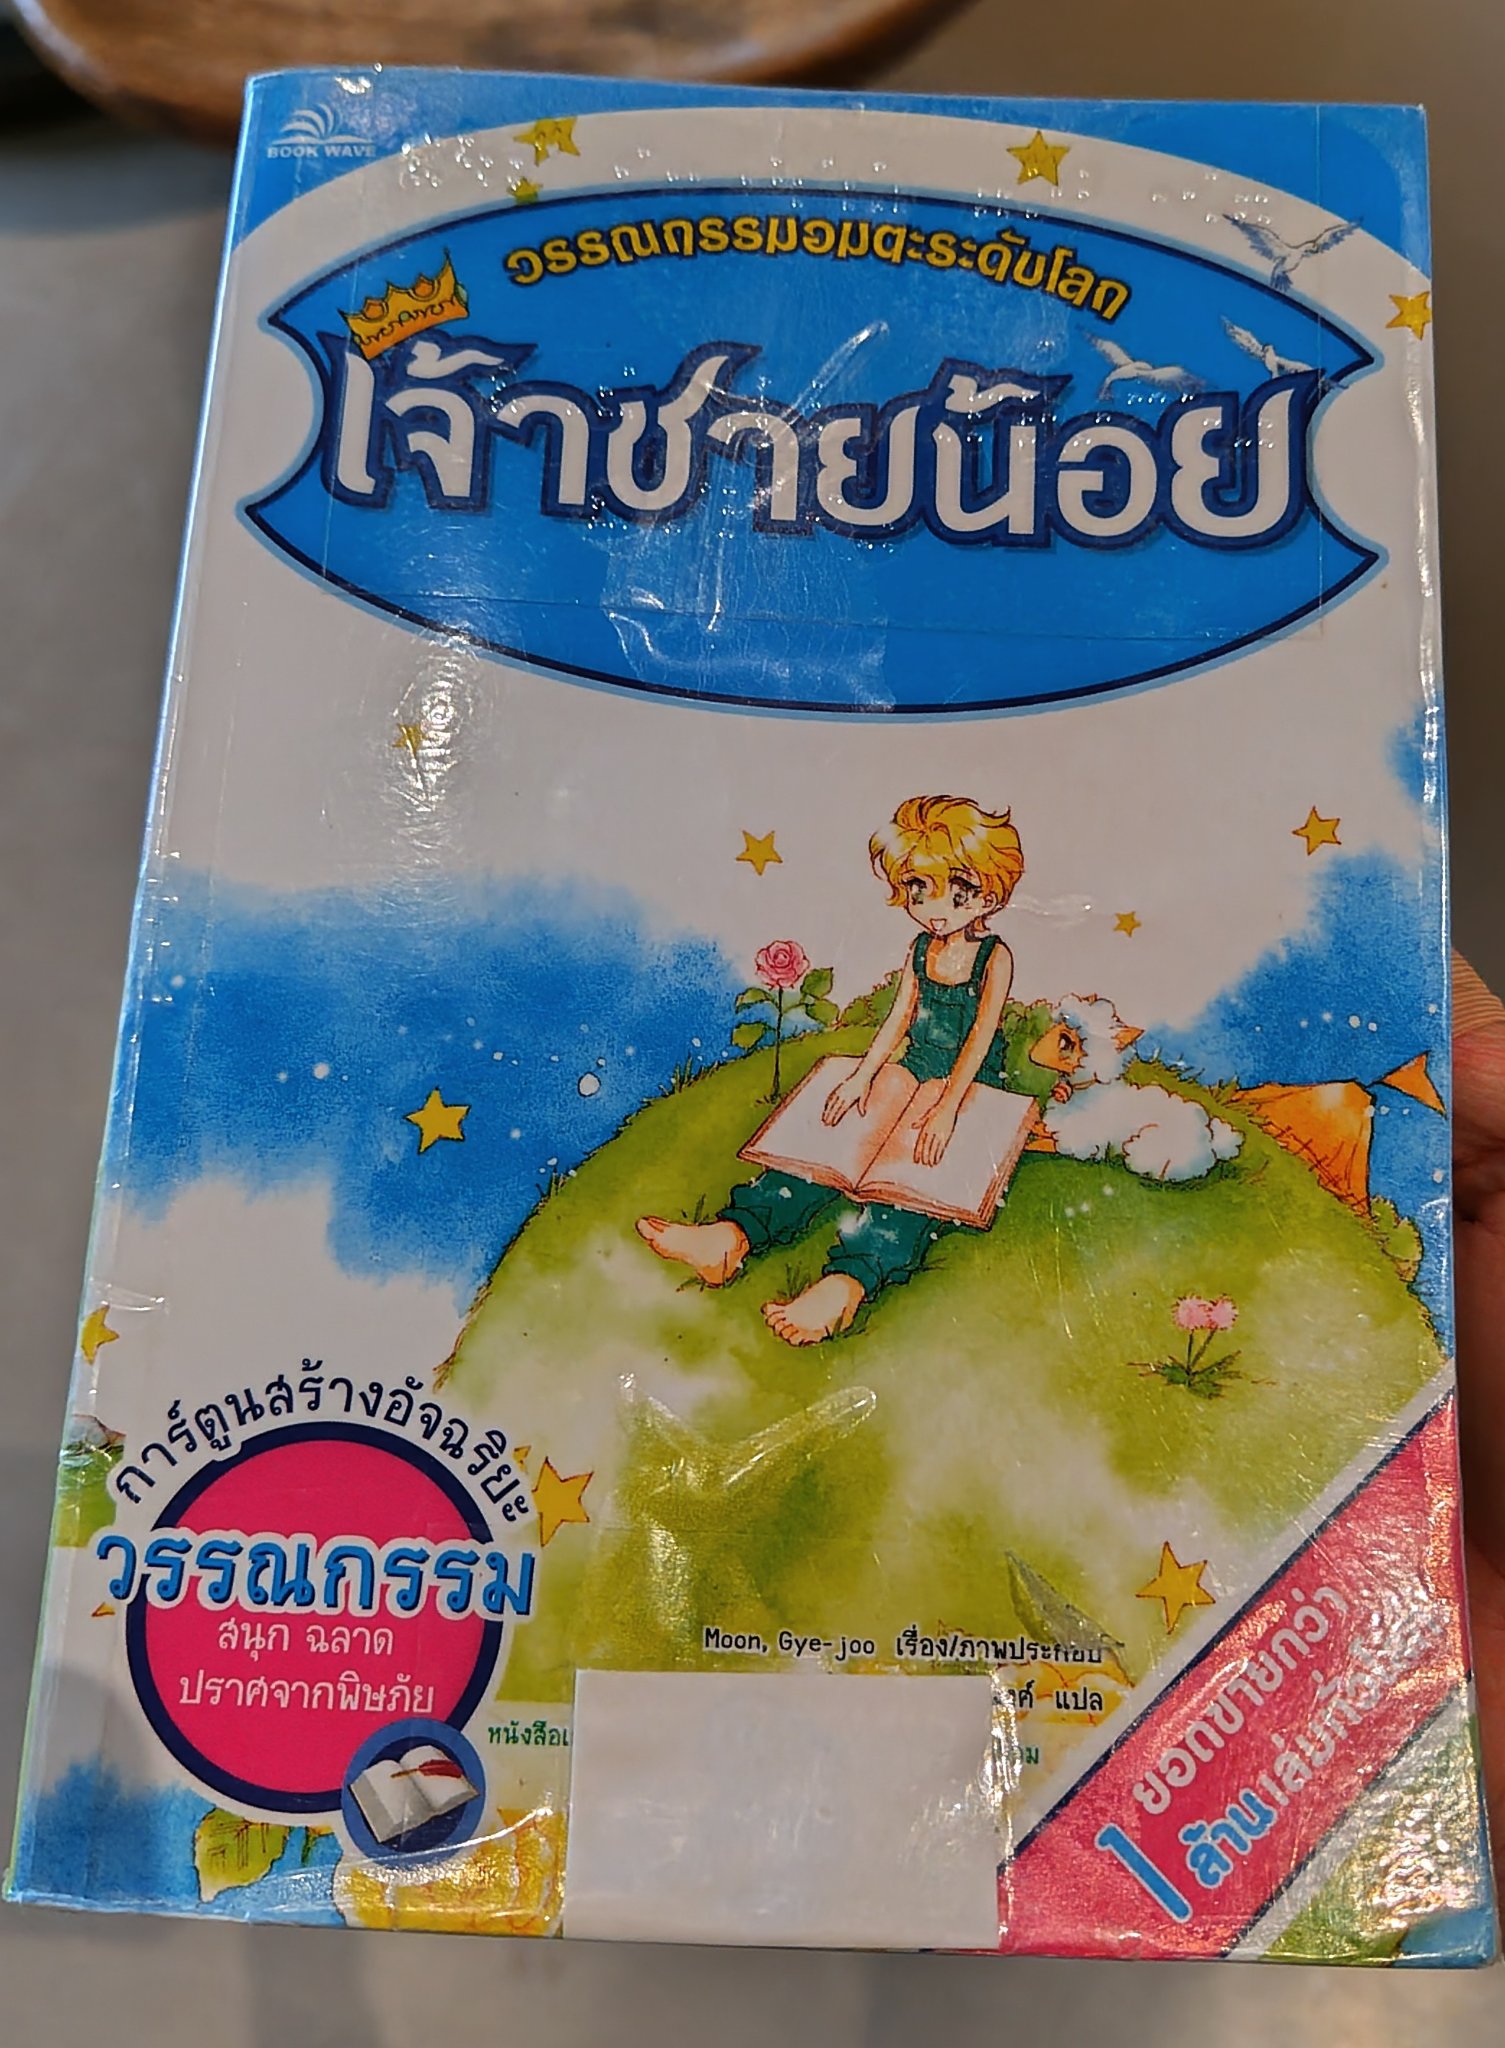 BOOK WAVE
วรรณกรรมอมตะระดับโลก
เจ้าชายน้อย
การ์ตูนสร้างอัจฉริยะ
วรรณกรรม
สนุก ฉลาด
ปราศจากพิษภัย
Moon, Gye-joo เรื่อง/ภาพประกอบ
แปล
ยอดขายกว่า
1 ล้านเล่มทั่วโลก